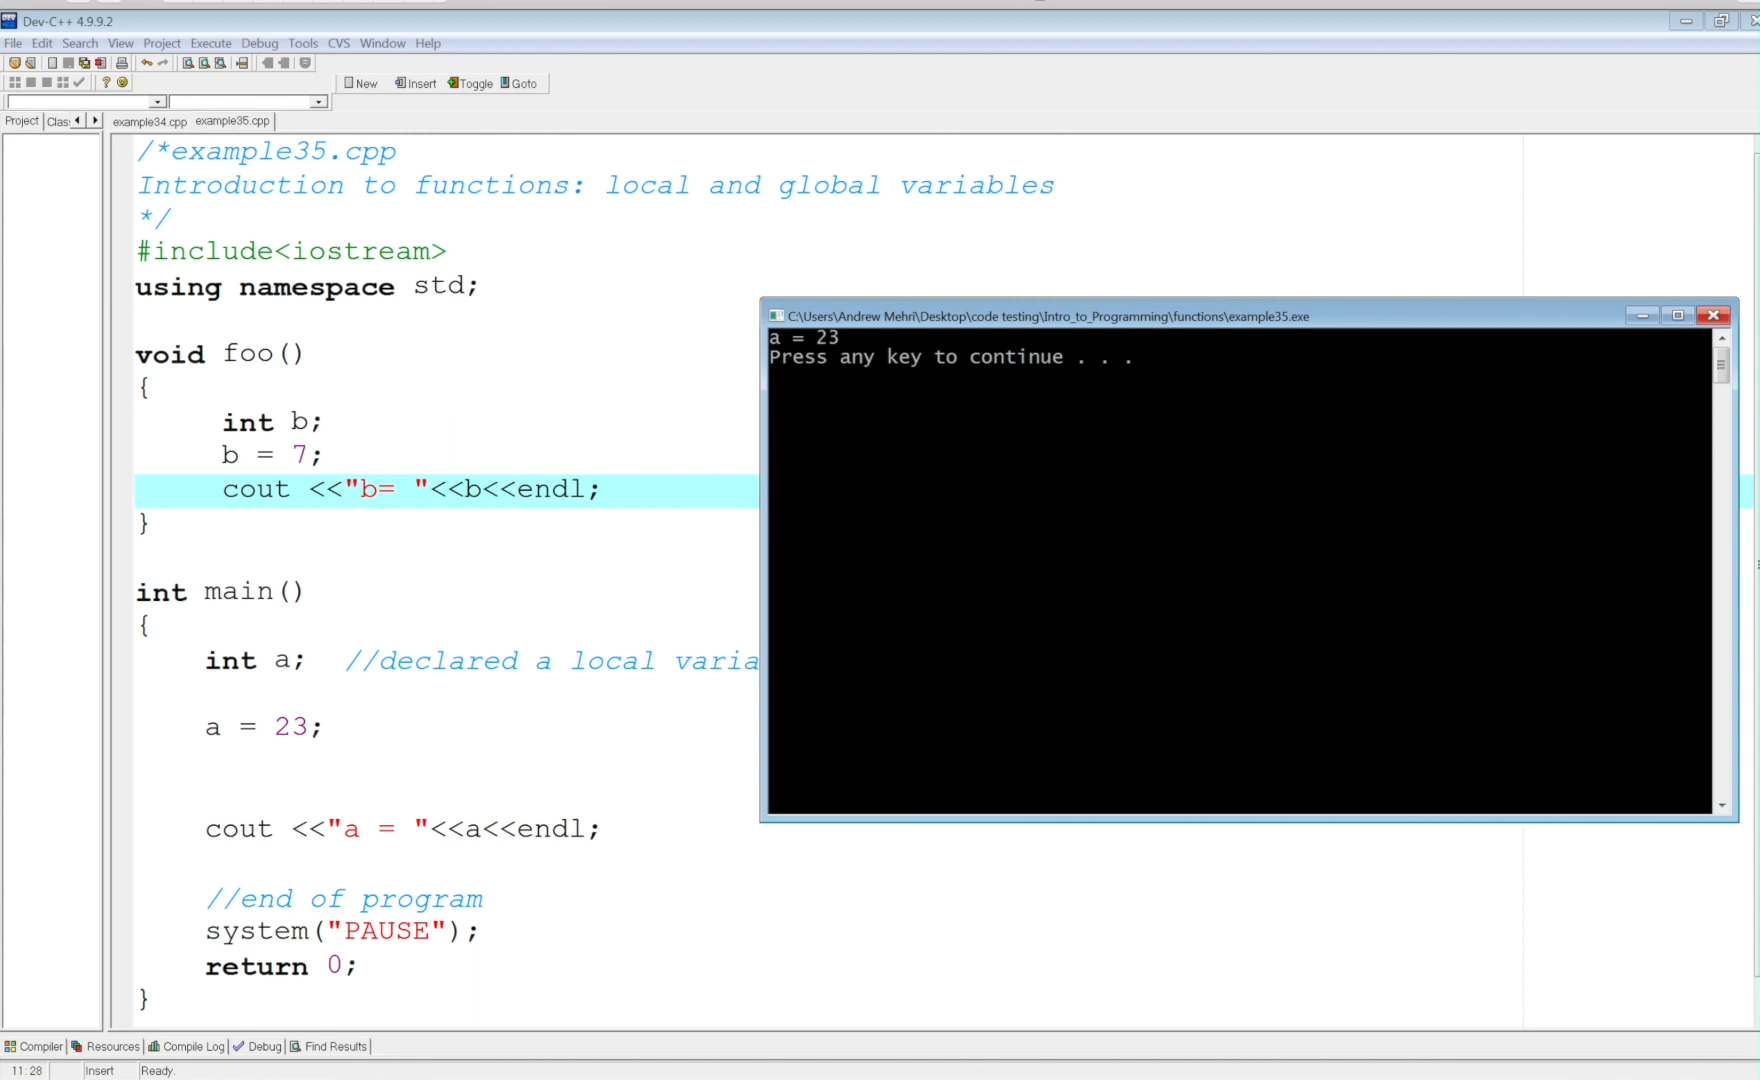 Dev-C++ 4.9.9.2
File Edit Search View Project Execute Debug Tools CVS Window Help
New Insert Toggle Goto
Project Clas example34.cpp example35.cpp
/*example35.cpp
Introduction to functions: local and global variables
*/
#include<iostream>
using namespace std;
void foo()
{
int b;
b = 7;
cout <<"b= "<<b<<endl;
}
int main()
{
int a; //declared a local varia
a = 23;
cout <<"a = "<<a<<endl;
//end of program
system("PAUSE");
return 0;
}
C:\Users\Andrew Mehri\Desktop\code testing\Intro_to_Programming\functions\example35.exe
a = 23
Press any key to continue . . .
Compiler Resources Compile Log Debug Find Results
11: 28 Insert Ready.